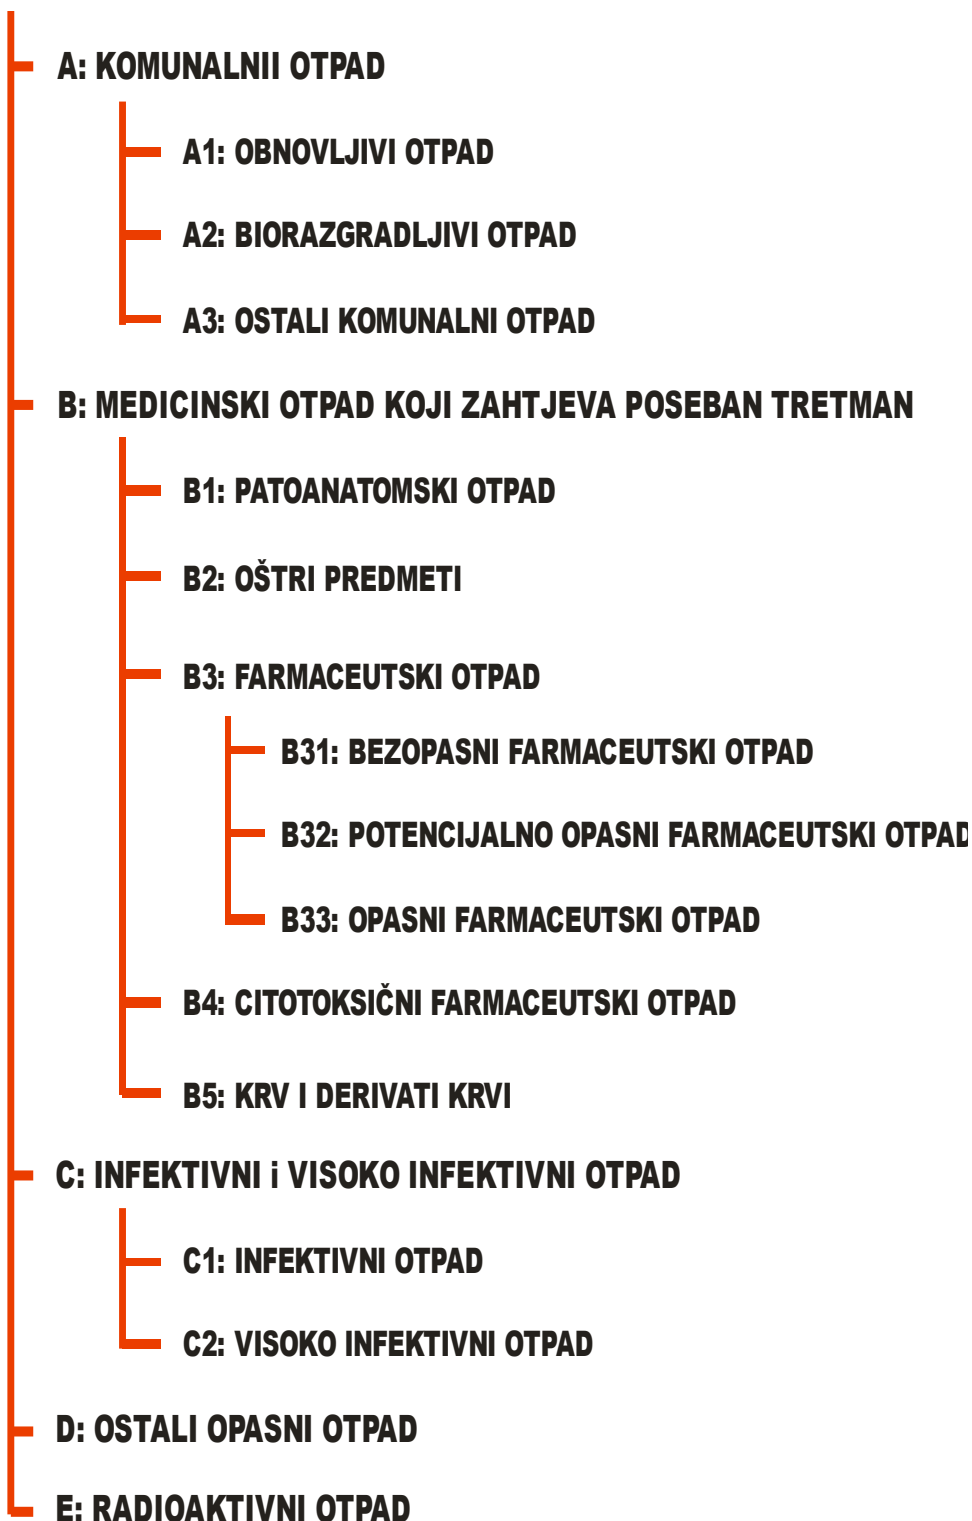 A: KOMUNALNII OTPAD
A1: OBNOVLJIVI OTPAD
A2: BIORAZGRADLJIVI OTPAD
A3: OSTALI KOMUNALNI OTPAD
B: MEDICINSKI OTPAD KOJI ZAHTJEVA POSEBAN TRETMAN
B1: PATOANATOMSKI OTPAD
B2: OŠTRI PREDMETI
B3: FARMACEUTSKI OTPAD
B31: BEZOPASNI FARMACEUTSKI OTPAD
B32: POTENCIJALNO OPASNI FARMACEUTSKI OTPAD
B33: OPASNI FARMACEUTSKI OTPAD
B4: CITOTOKSIČNI FARMACEUTSKI OTPAD
B5: KRV I DERIVATI KRVI
C: INFEKTIVNI i VISOKO INFEKTIVNI OTPAD
C1: INFEKTIVNI OTPAD
C2: VISOKO INFEKTIVNI OTPAD
D: OSTALI OPASNI OTPAD
E: RADIOAKTIVNI OTPAD